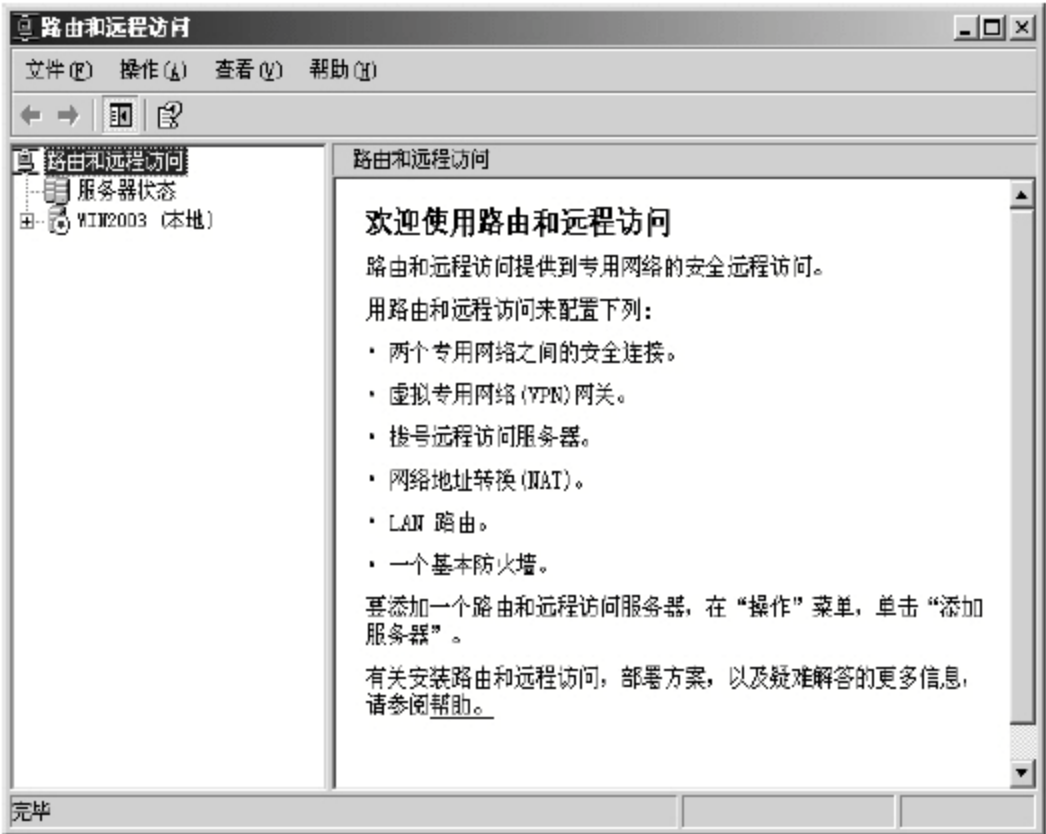 路由和远程访问
文件(F) 操作(A) 查看(V) 帮助(H)
路由和远程访问
服务器状态
WIN2003 (本地)
路由和远程访问
欢迎使用路由和远程访问
路由和远程访问提供到专用网络的安全远程访问。
用路由和远程访问来配置下列:
· 两个专用网络之间的安全连接。
· 虚拟专用网络(VPN)网关。
· 拨号远程访问服务器。
· 网络地址转换(NAT)。
· LAN 路由。
· 一个基本防火墙。
要添加一个路由和远程访问服务器，在“操作”菜单，单击“添加
服务器”。
有关安装路由和远程访问，部署方案，以及疑难解答的更多信息，
请参阅帮助。
完毕